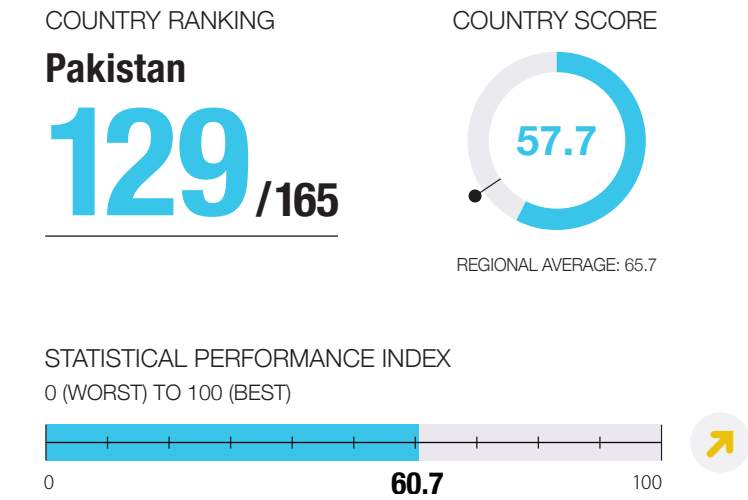 COUNTRY RANKING
Pakistan
129/165
COUNTRY SCORE
57.7
REGIONAL AVERAGE: 65.7
STATISTICAL PERFORMANCE INDEX
0 (WORST) TO 100 (BEST)
0 60.7 100